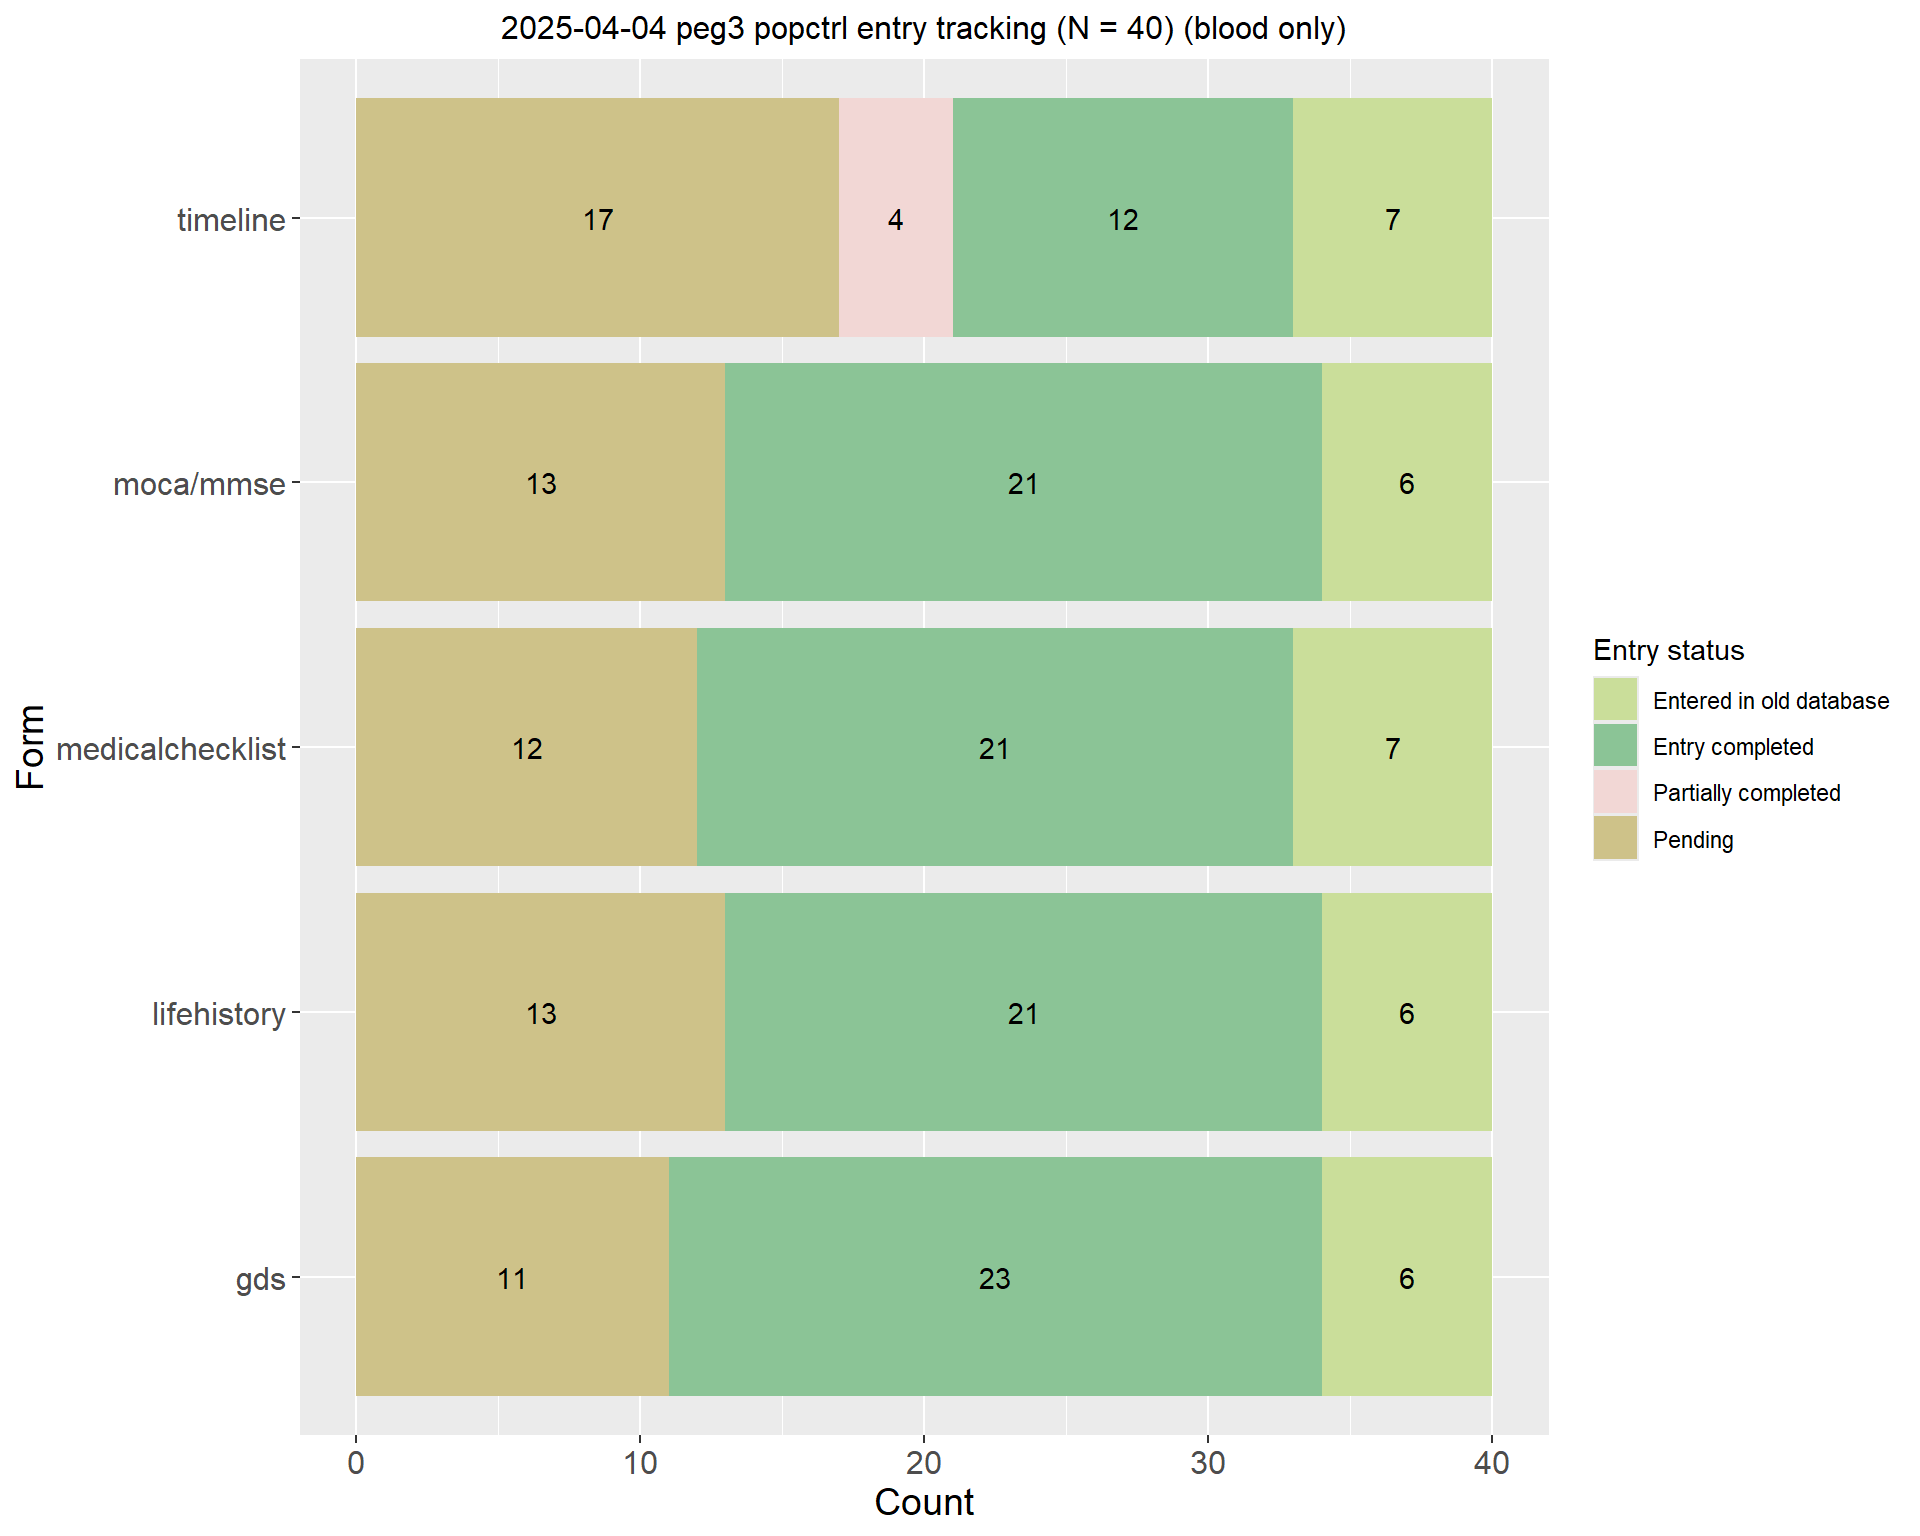 2025-04-04 peg3 popctrl entry tracking (N = 40) (blood only)
timeline
17
4
12
7
moca/mmse
13
21
6
medicalchecklist
12
21
7
lifehistory
13
21
6
gds
11
23
6
Form
0
10
20
30
40
Count
Entry status
Entered in old database
Entry completed
Partially completed
Pending